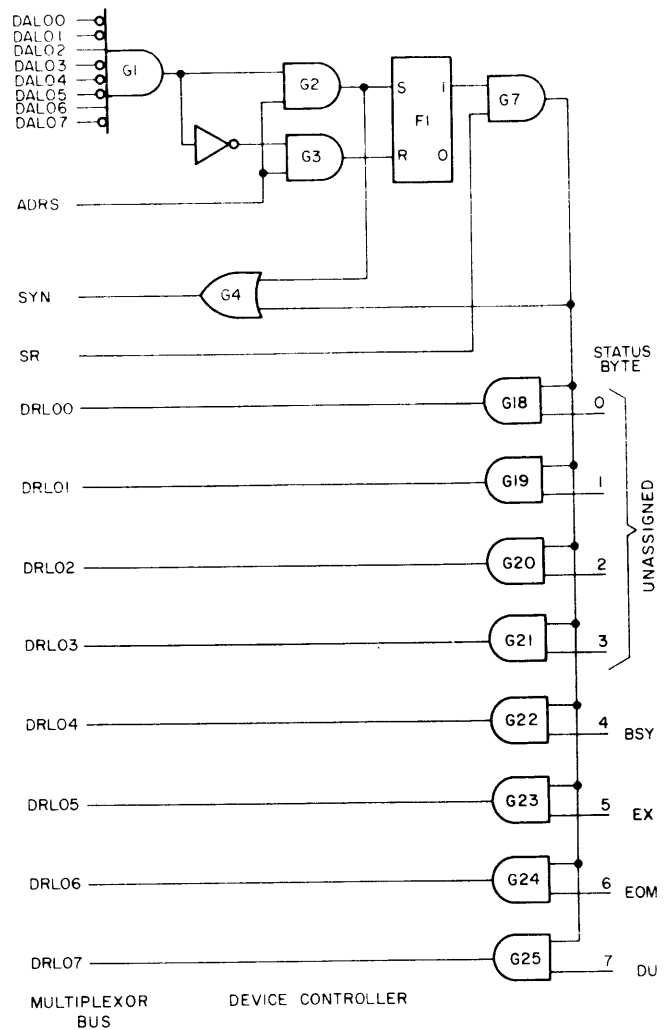 DAL00
DAL01
DAL02
DAL03
DAL04
DAL05
DAL06
DAL07
G1
G2
S 1
G7
F1
G3
R 0
ADRS
G4
SYN
SR
STATUS
BYTE
DRL00
G18
0
DRL01
G19
1
UNASSIGNED
DRL02
G20
2
DRL03
G21
3
DRL04
G22
4
BSY
DRL05
G23
5
EX
DRL06
G24
6
EOM
DRL07
G25
7
DU
MULTIPLEXOR
BUS
DEVICE CONTROLLER